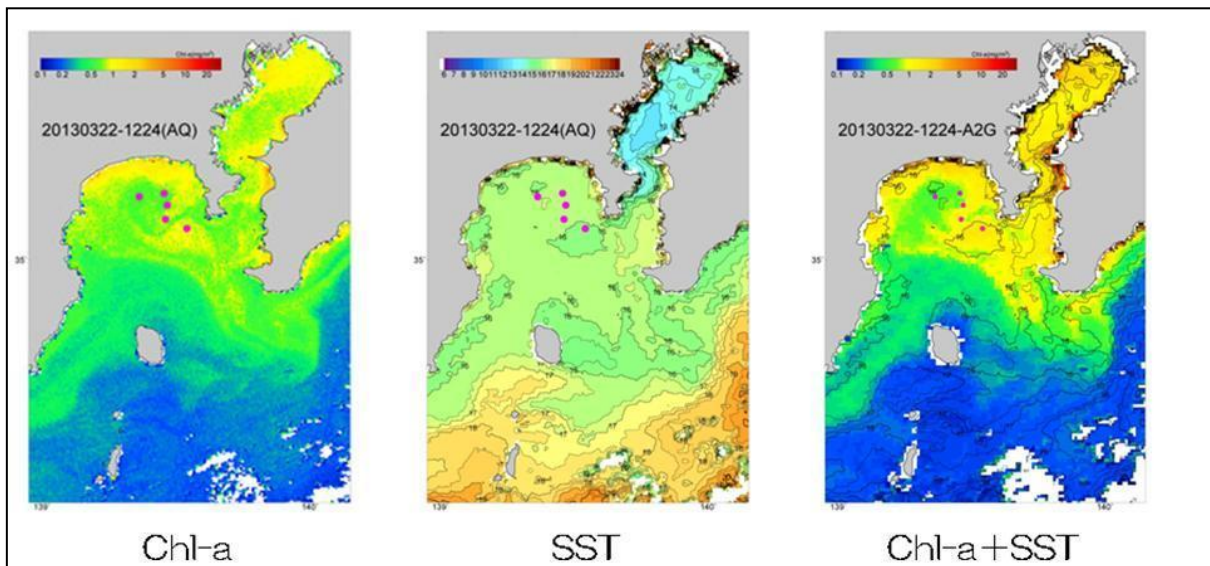 Chl-a(mg/m³)
0.1 0.2 0.5 1 2 5 10 20
20130322-1224(AQ)
35°
139° 140°
Chl-a
6 7 8 9 10 11 12 13 14 15 16 17 18 19 20 21 22 23 24
20130322-1224(AQ)
35°
139° 140°
SST
Chl-a(mg/m³)
0.1 0.2 0.5 1 2 5 10 20
20130322-1224-A2G
35°
139° 140°
Chl-a+SST